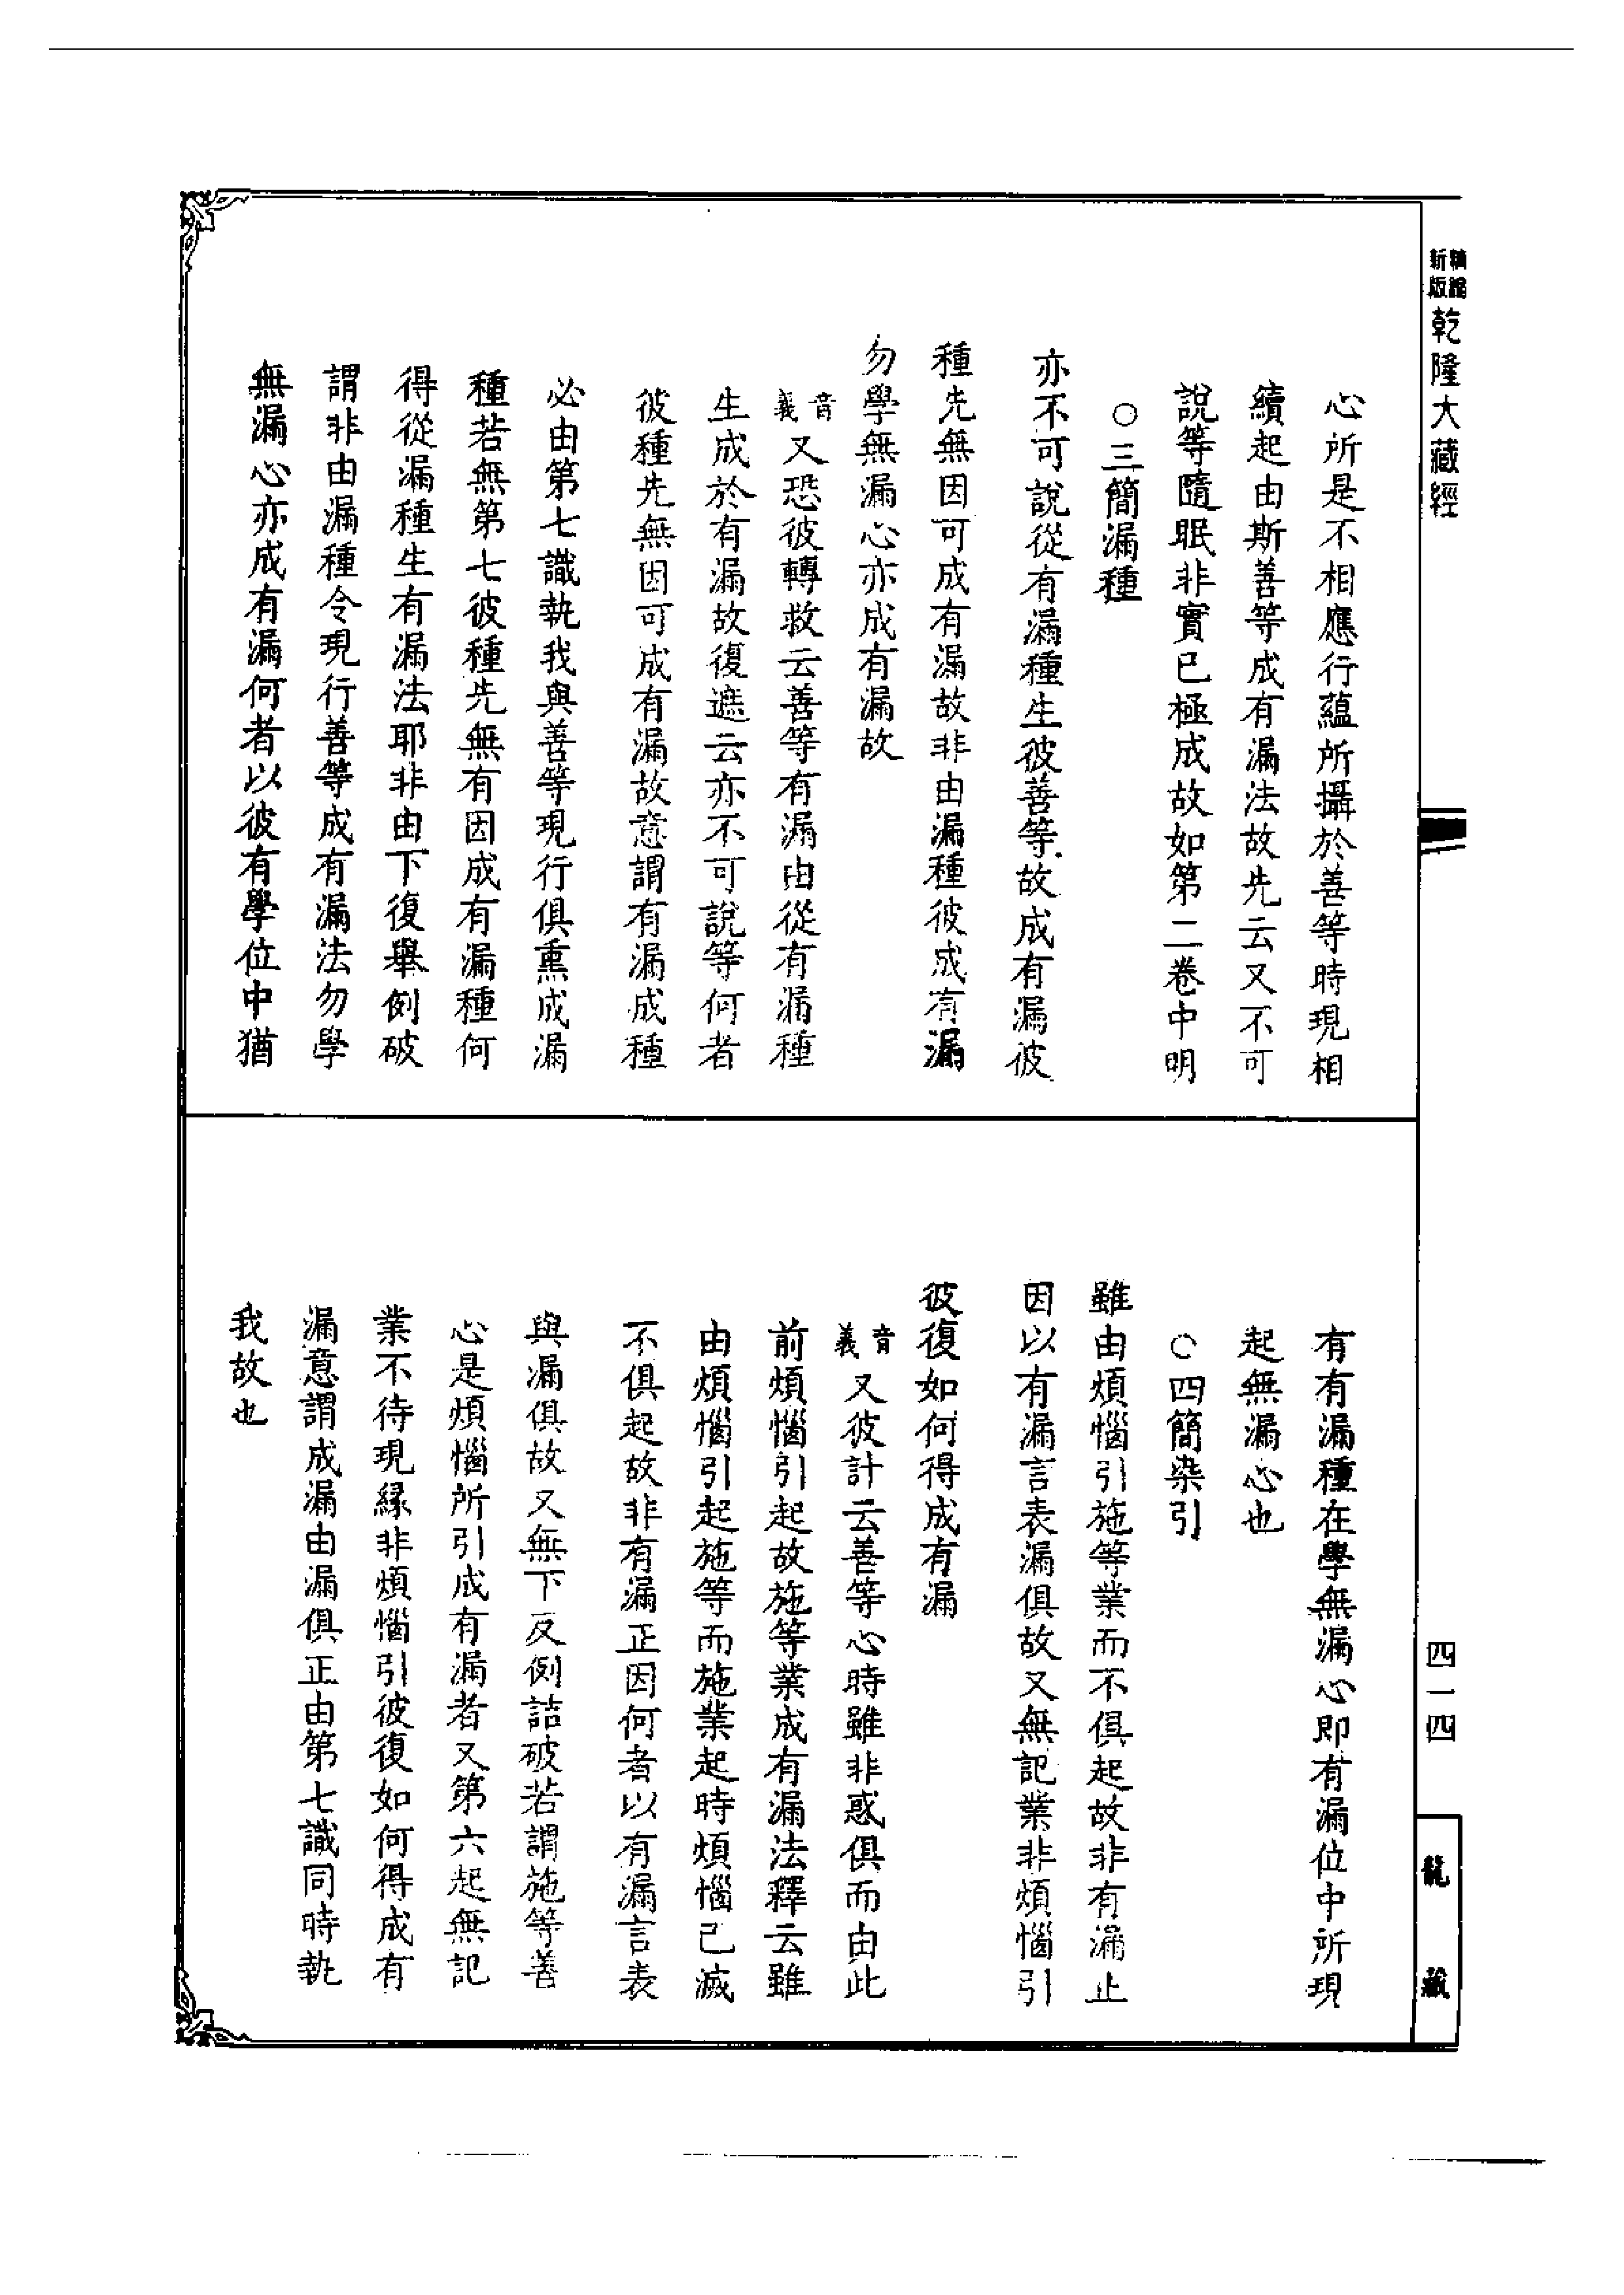 新版
精縮
乾隆大藏經
心所是不相應行蘊所攝於善等時現相
續起由斯善等成有漏法故先云又不可
說等隨眠非實已極成故如第二卷中明
○三簡漏種
亦不可說從有漏種生彼善等故成有漏彼
種先無因可成有漏故非由漏種彼成有漏
勿學無漏心亦成有漏故
音義又恐彼轉救云善等有漏由從有漏種
生成於有漏故復遮云亦不可說等何者
彼種先無因可成有漏故意謂有漏成種
必由第七識執我與善等現行俱熏成漏
種若無第七彼種先無有因成有漏種何
得從漏種生有漏法耶非由下復舉例破
謂非由漏種令現行善等成有漏法勿學
無漏心亦成有漏何者以彼有學位中猶
有有漏種在學無漏心即有漏位中所現
起無漏心也
○四簡染引
雖由煩惱引施等業而不俱起故非有漏止
因以有漏言表漏俱故又無記業非煩惱引
彼復如何得成有漏
音義又彼計云善等心時雖非惑俱而由此
前煩惱引起故施等業成有漏法釋云雖
由煩惱引起施等而施業起時煩惱已滅
不俱起故非有漏正因何者以有漏言表
與漏俱故又無下反例詰破若謂施等善
心是煩惱所引成有漏者又第六起無記
業不待現緣非煩惱引彼復如何得成有
漏意謂成漏由漏俱正由第七識同時執
我故也
四一四
龍藏